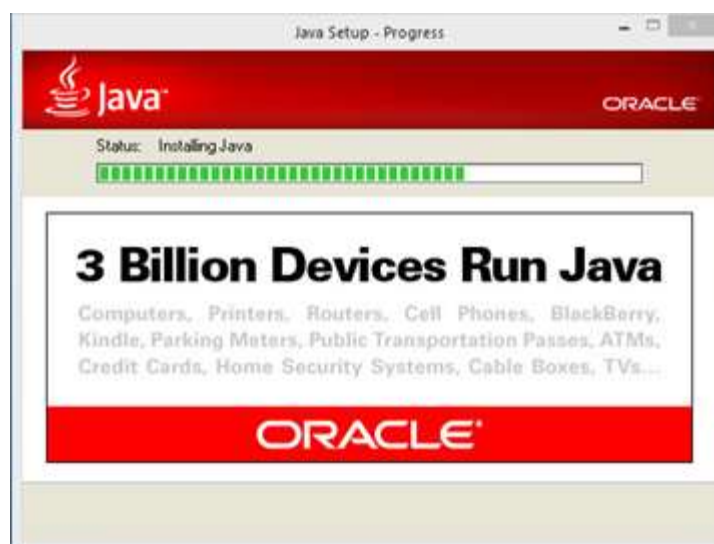 Java Setup - Progress
Java
ORACLE
Status: Installing Java
3 Billion Devices Run Java
Computers, Printers, Routers, Cell Phones, BlackBerry,
Kindle, Parking Meters, Public Transportation Passes, ATMs,
Credit Cards, Home Security Systems, Cable Boxes, TVs...
ORACLE